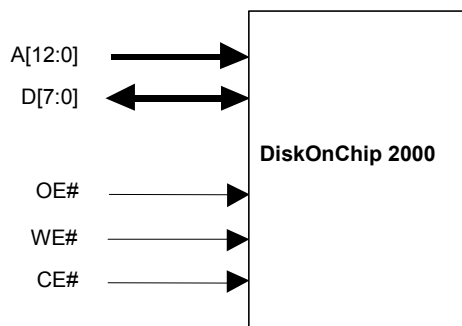 A[12:0]
D[7:0]
DiskOnChip 2000
OE#
WE#
CE#